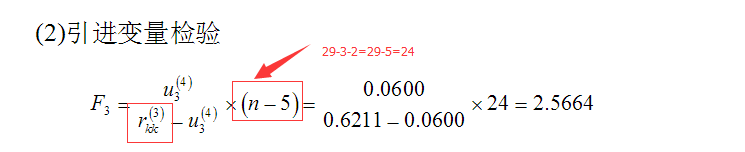 (2)引进变量检验
29-3-2=29-5=24
F₃ = u₃⁽⁴⁾ / (r_kdc⁽³⁾ − u₃⁽⁴⁾) × (n − 5) = 0.0600 / (0.6211 − 0.0600) × 24 = 2.5664